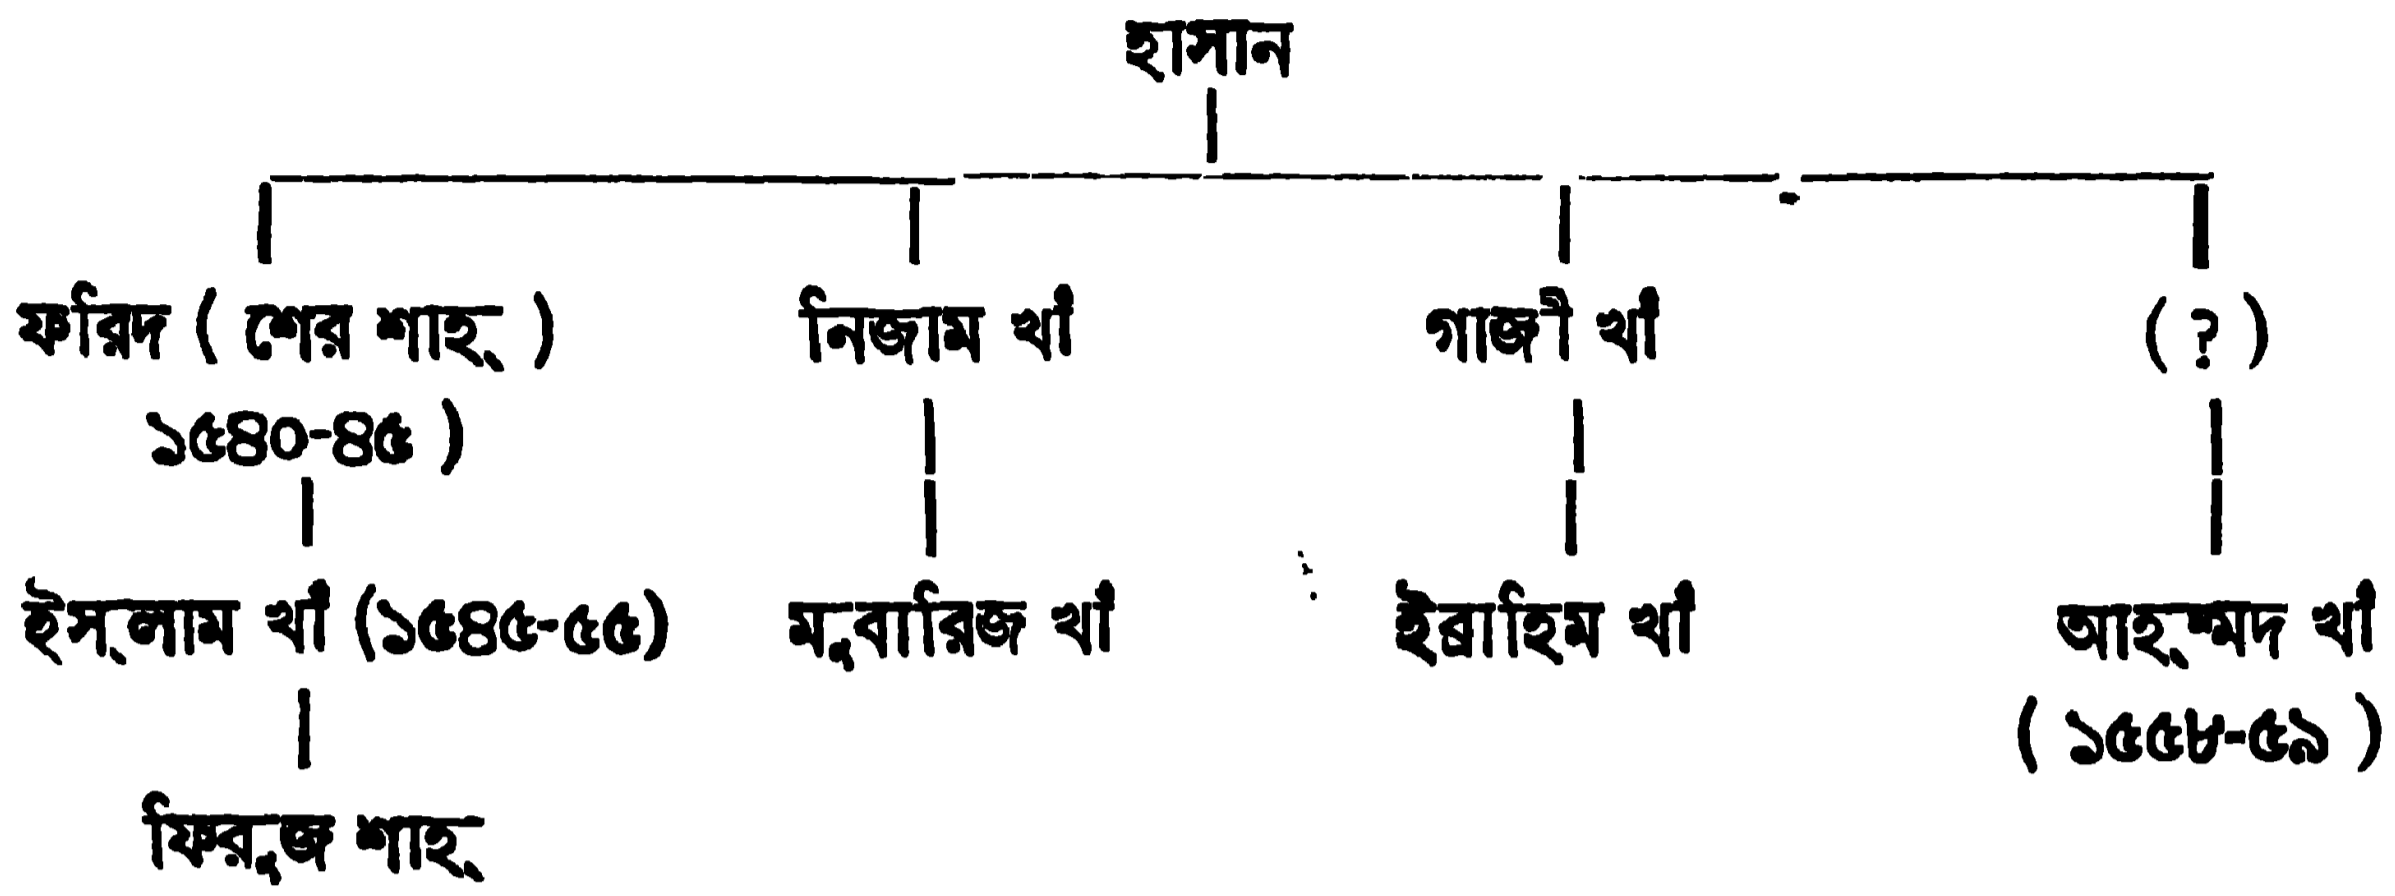 হাসান
ফরিদ ( শের শাহ্ ) নিজাম খাঁ গাজী খাঁ ( ? )
১৫৪০-৪৫ )
ইস্লাম খাঁ (১৫৪৫-৫৫) মুবারিজ খাঁ ইব্রাহিম খাঁ আহ্ম্মদ খাঁ
( ১৫৫৮-৫৯ )
ফিরুজ শাহ্